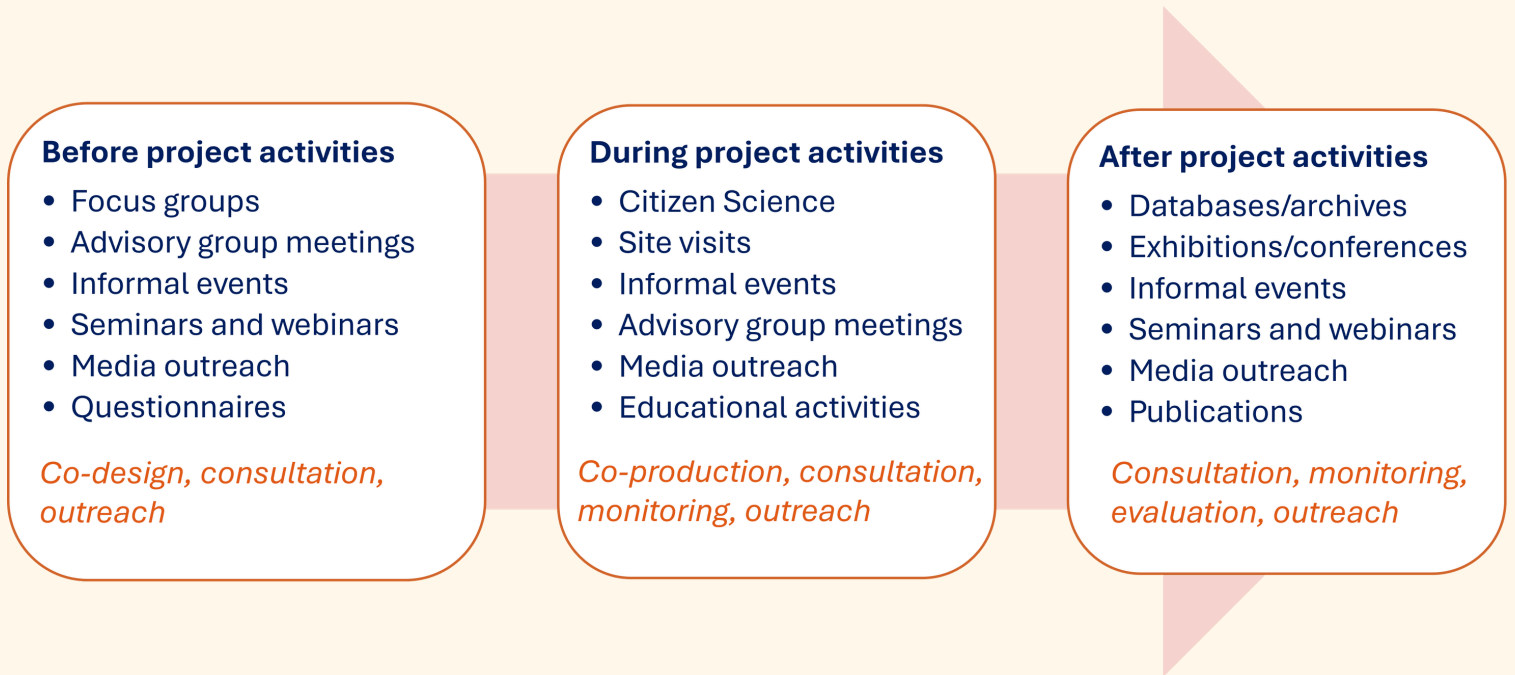 Before project activities
• Focus groups
• Advisory group meetings
• Informal events
• Seminars and webinars
• Media outreach
• Questionnaires
Co-design, consultation,
outreach
During project activities
• Citizen Science
• Site visits
• Informal events
• Advisory group meetings
• Media outreach
• Educational activities
Co-production, consultation,
monitoring, outreach
After project activities
• Databases/archives
• Exhibitions/conferences
• Informal events
• Seminars and webinars
• Media outreach
• Publications
Consultation, monitoring,
evaluation, outreach